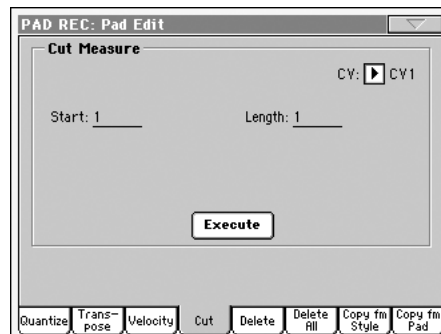 PAD REC: Pad Edit
Cut Measure
CV: CV1
Start: 1 Length: 1
Execute
Quantize Trans-pose Velocity Cut Delete Delete All Copy fm Style Copy fm Pad